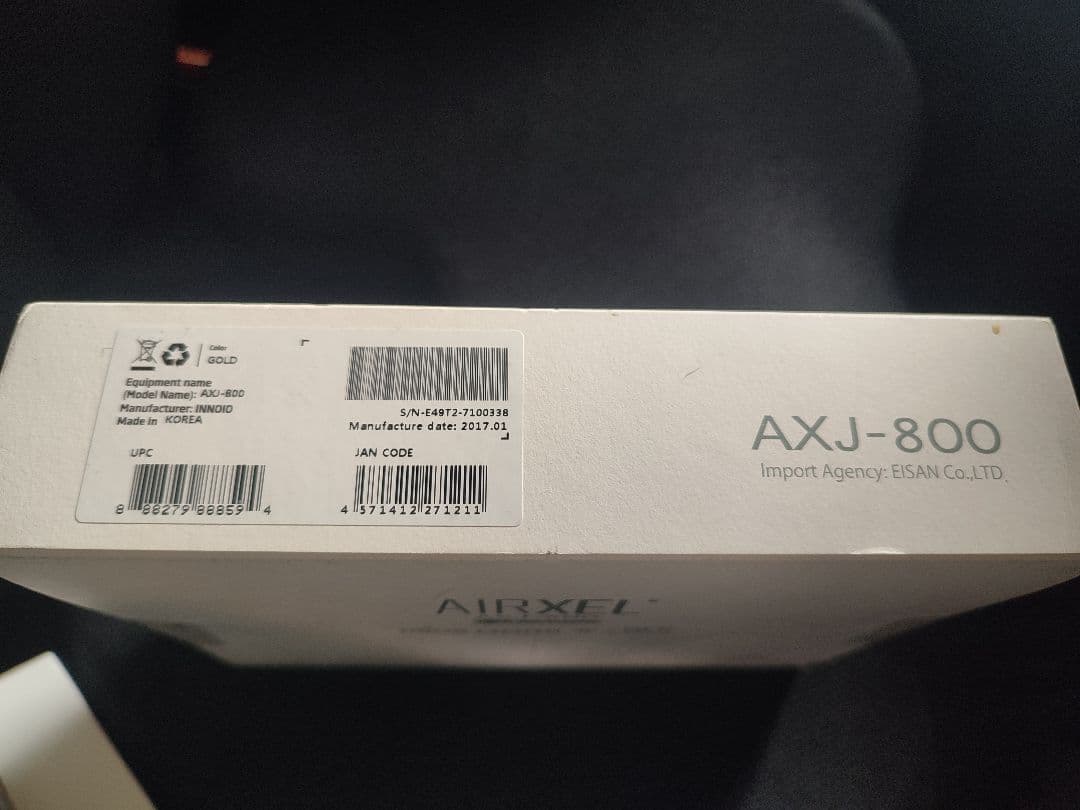 Color
GOLD
Equipment name
(Model Name): AXJ-800
Manufacturer: INNOID
Made in KOREA
S/N-E49T2-7100338
Manufacture date: 2017.01
UPC
8 88279 88859 4
JAN CODE
4 571412 271211
AXJ-800
Import Agency: EISAN Co.,LTD.
AIRXEL